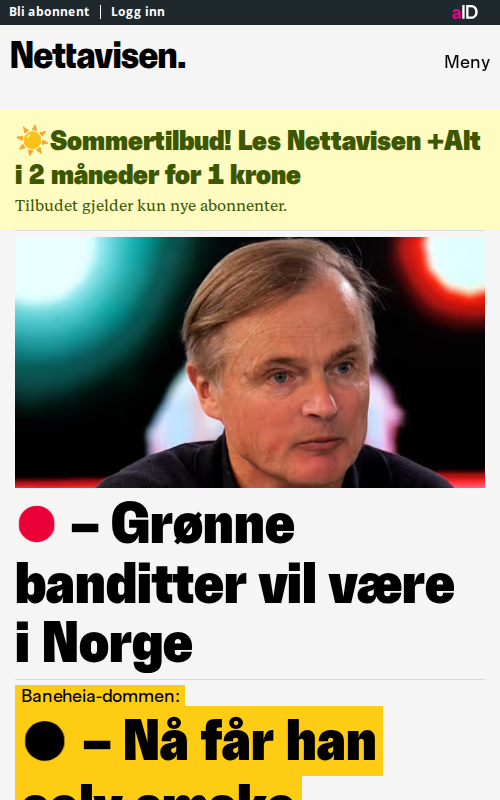 Bli abonnent | Logg inn
aID
Nettavisen.
Meny
☀️Sommertilbud! Les Nettavisen +Alt
i 2 måneder for 1 krone
Tilbudet gjelder kun nye abonnenter.
– Grønne
banditter vil være
i Norge
Baneheia-dommen:
– Nå får han